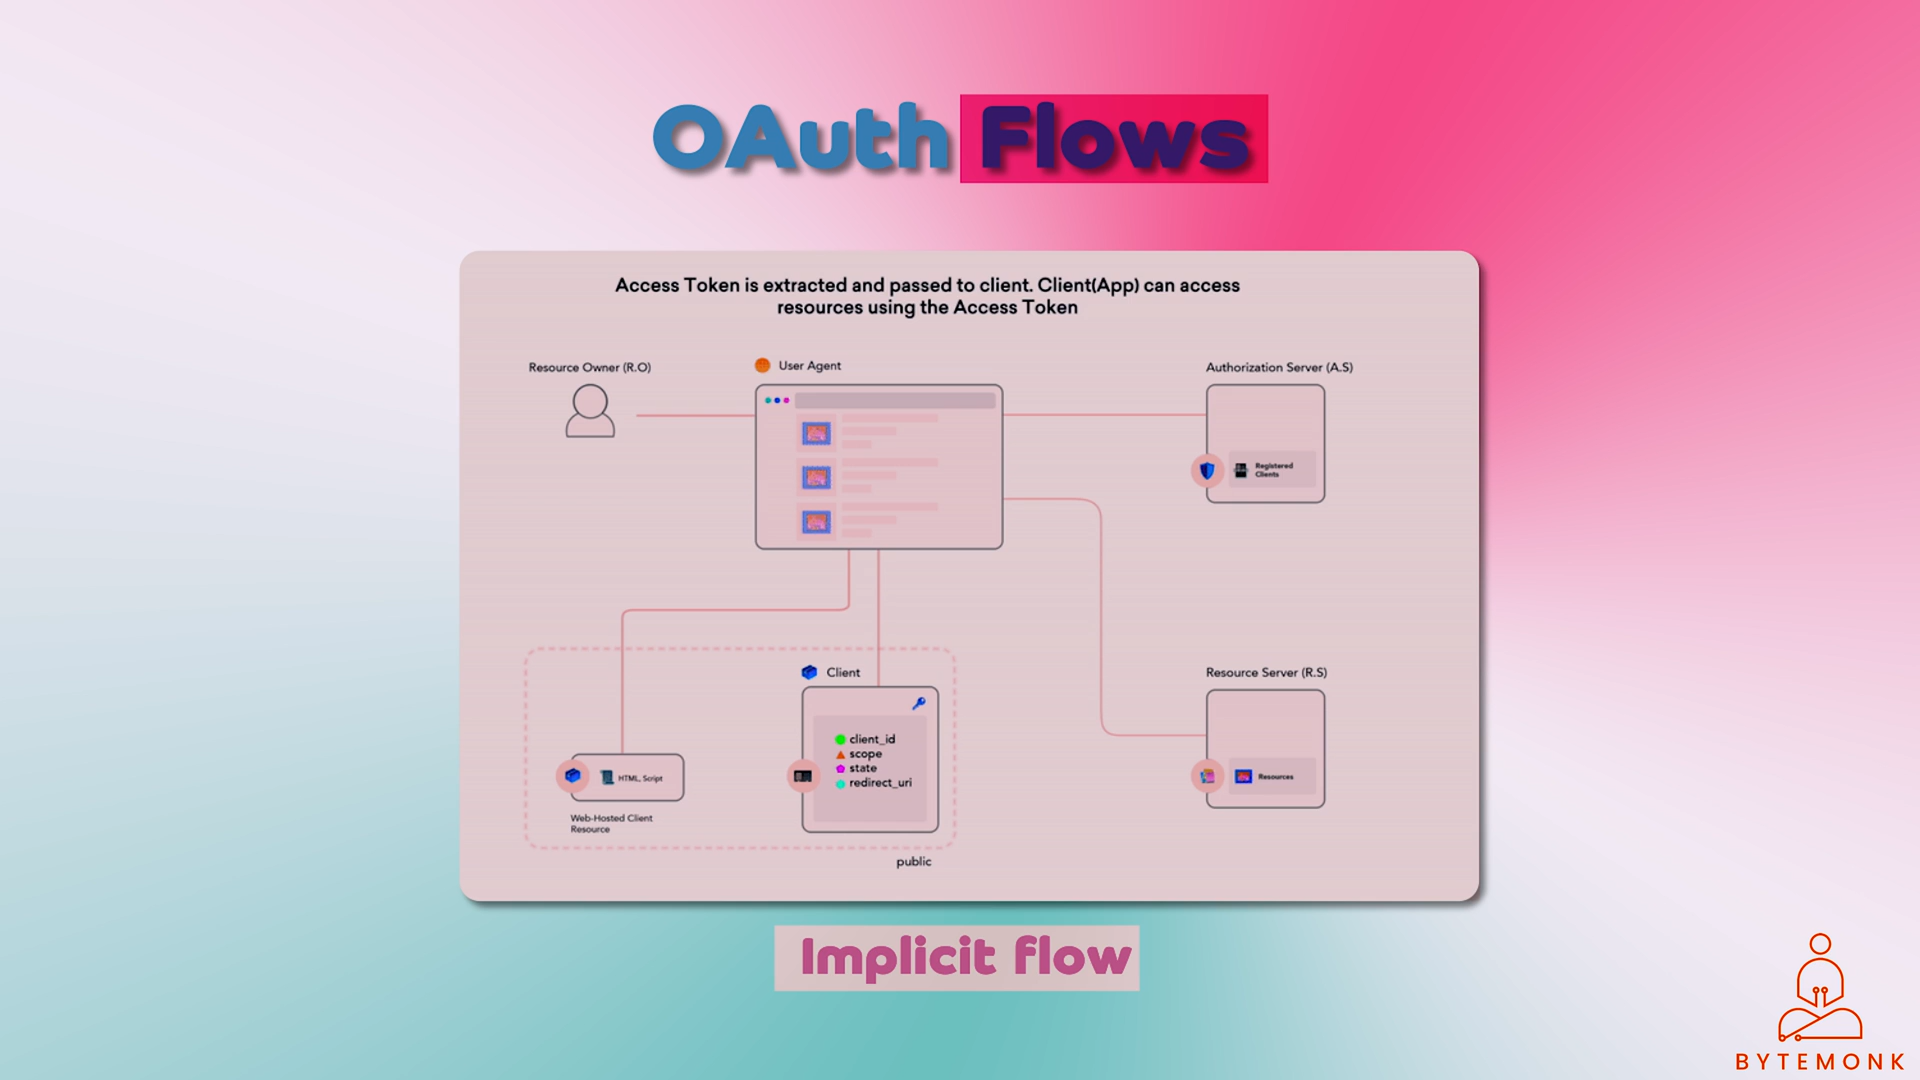 OAuth Flows
Access Token is extracted and passed to client. Client(App) can access
resources using the Access Token
Resource Owner (R.O)
User Agent
Authorization Server (A.S)
Registered
Clients
Client
Resource Server (R.S)
client_id
scope
state
redirect_uri
HTML, Script
Resources
Web-Hosted Client
Resource
public
Implicit flow
BYTEMONK